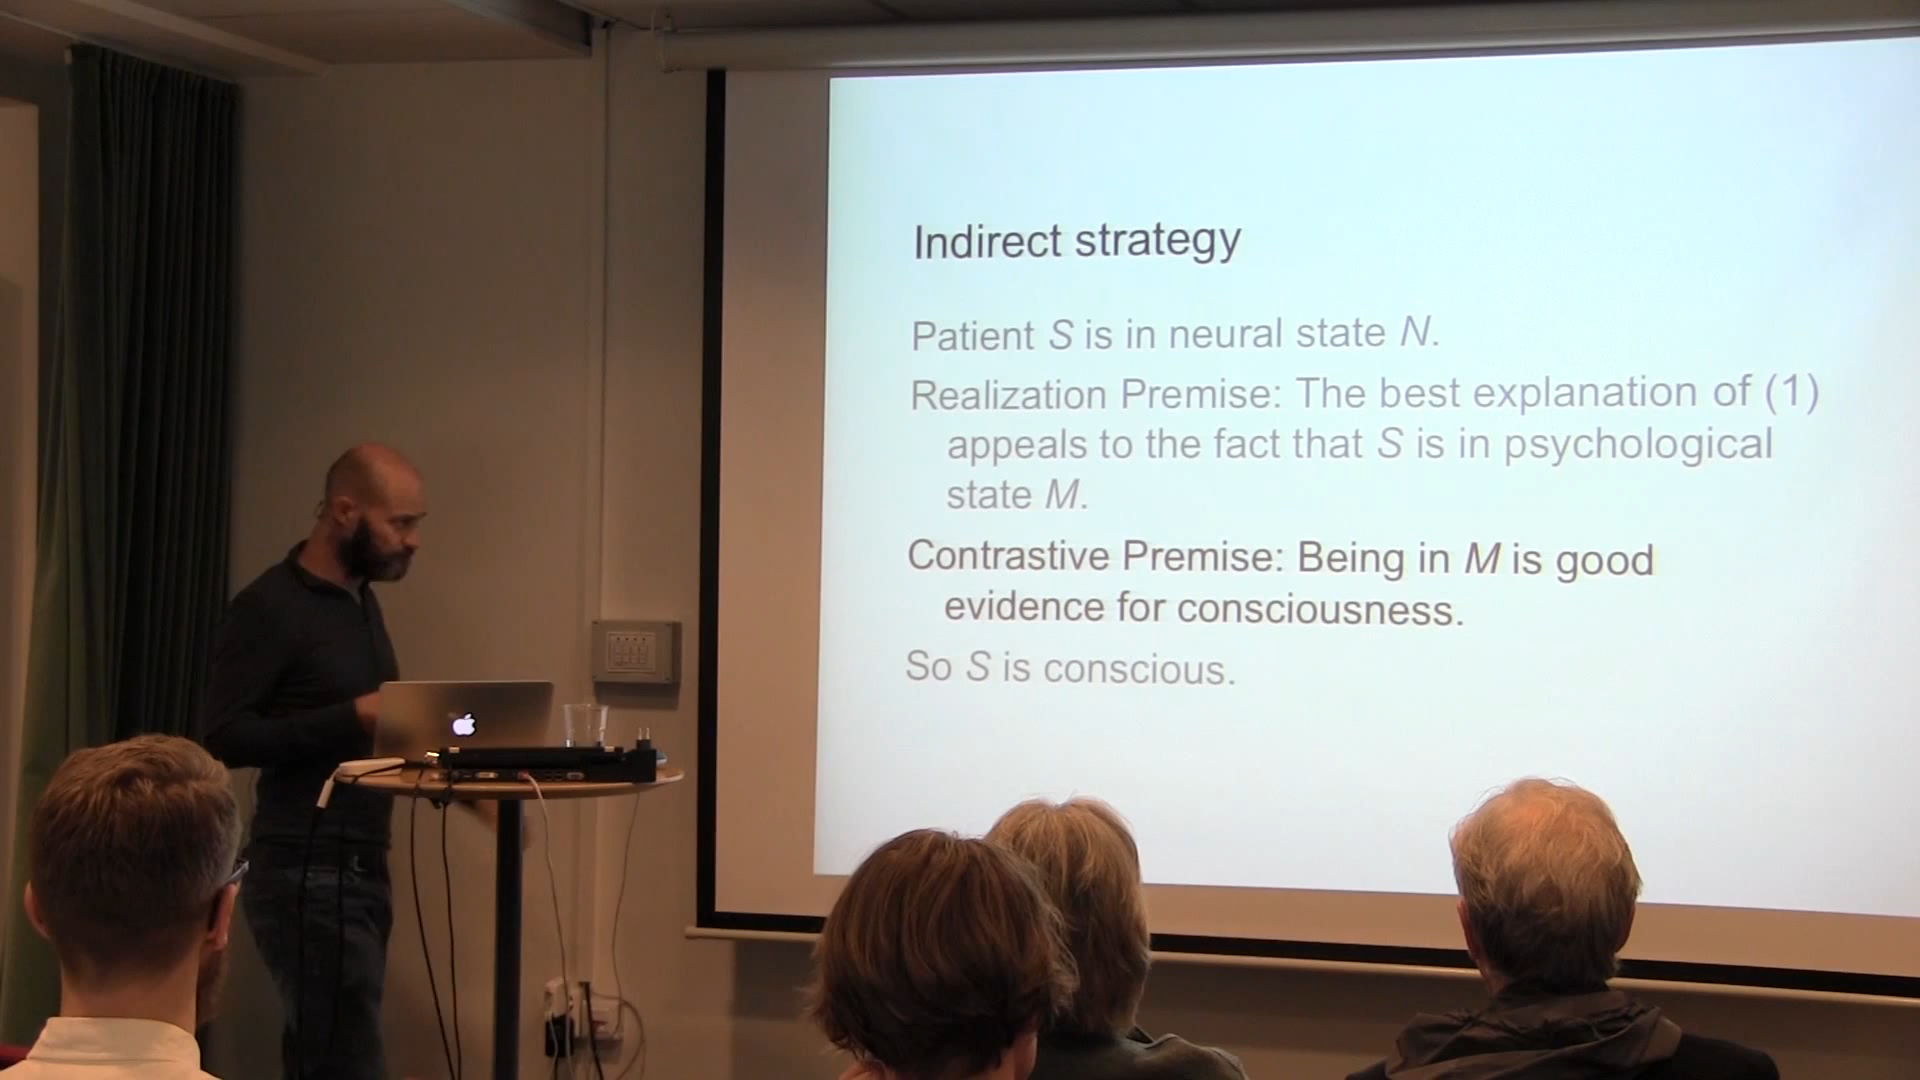 Indirect strategy
Patient S is in neural state N.
Realization Premise: The best explanation of (1)
appeals to the fact that S is in psychological
state M.
Contrastive Premise: Being in M is good
evidence for consciousness.
So S is conscious.